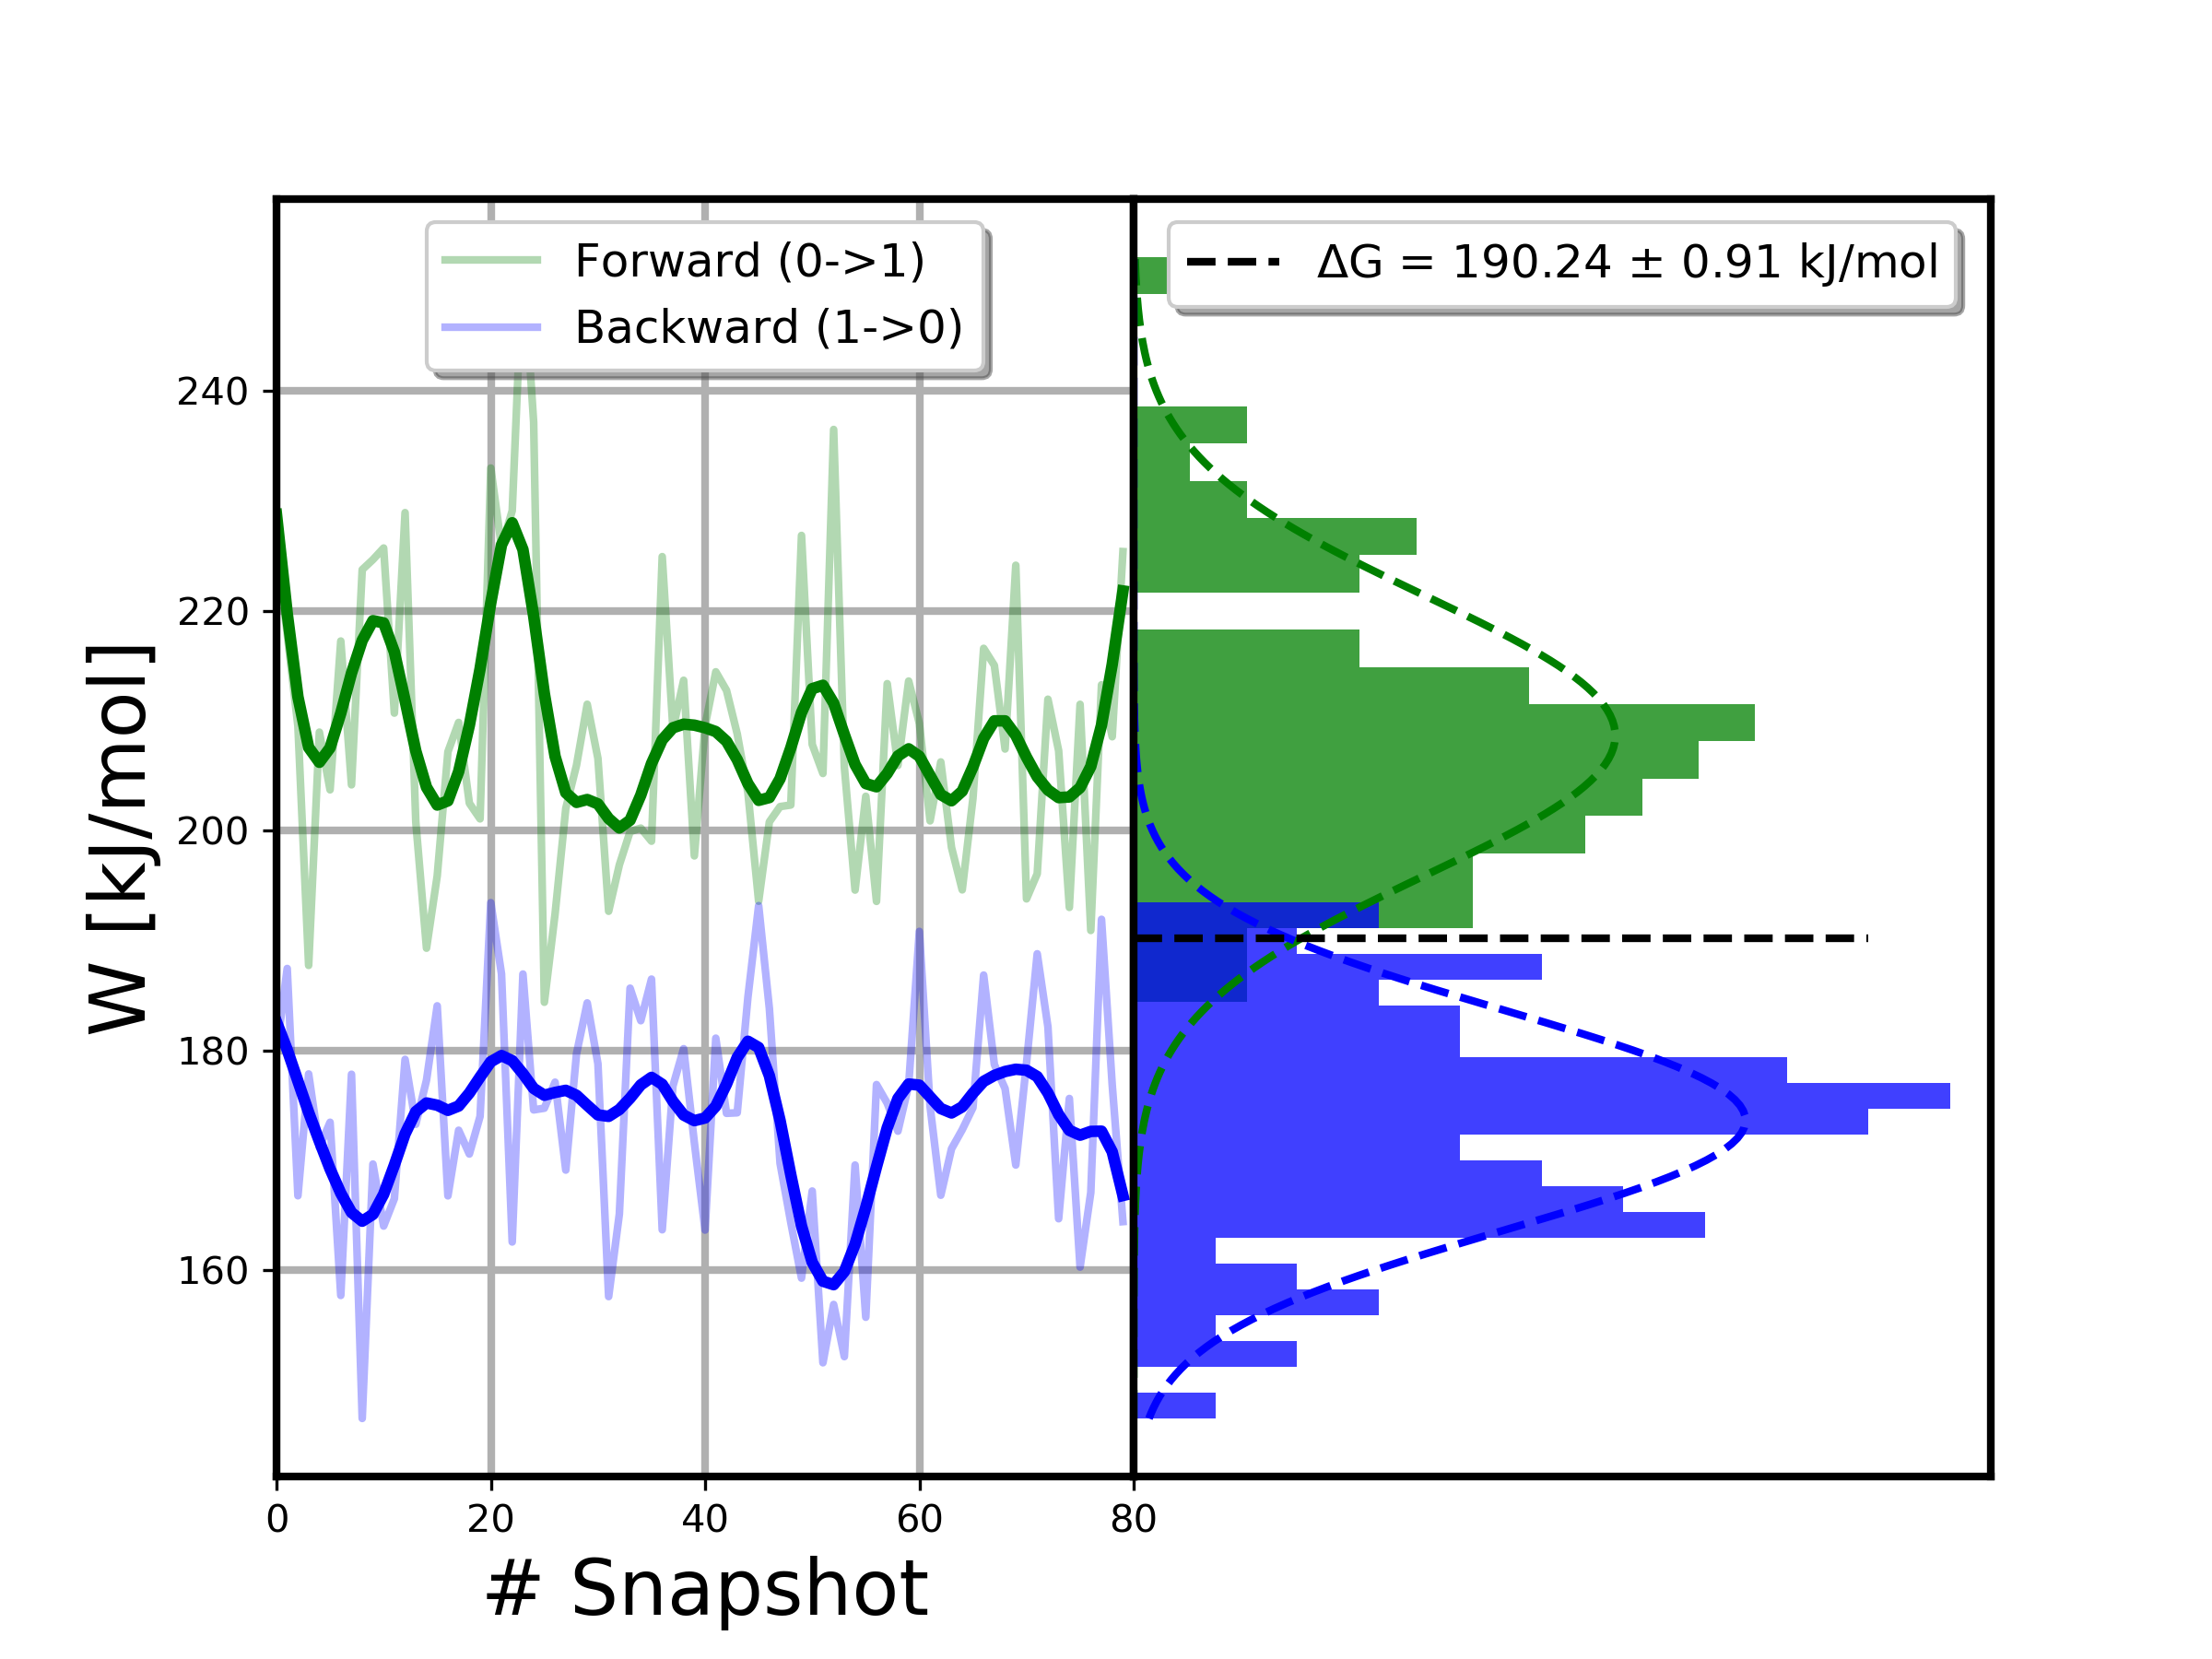 Forward (0->1)
Backward (1->0)
ΔG = 190.24 ± 0.91 kJ/mol
W [kJ/mol]
240
220
200
180
160
0 20 40 60 80
# Snapshot